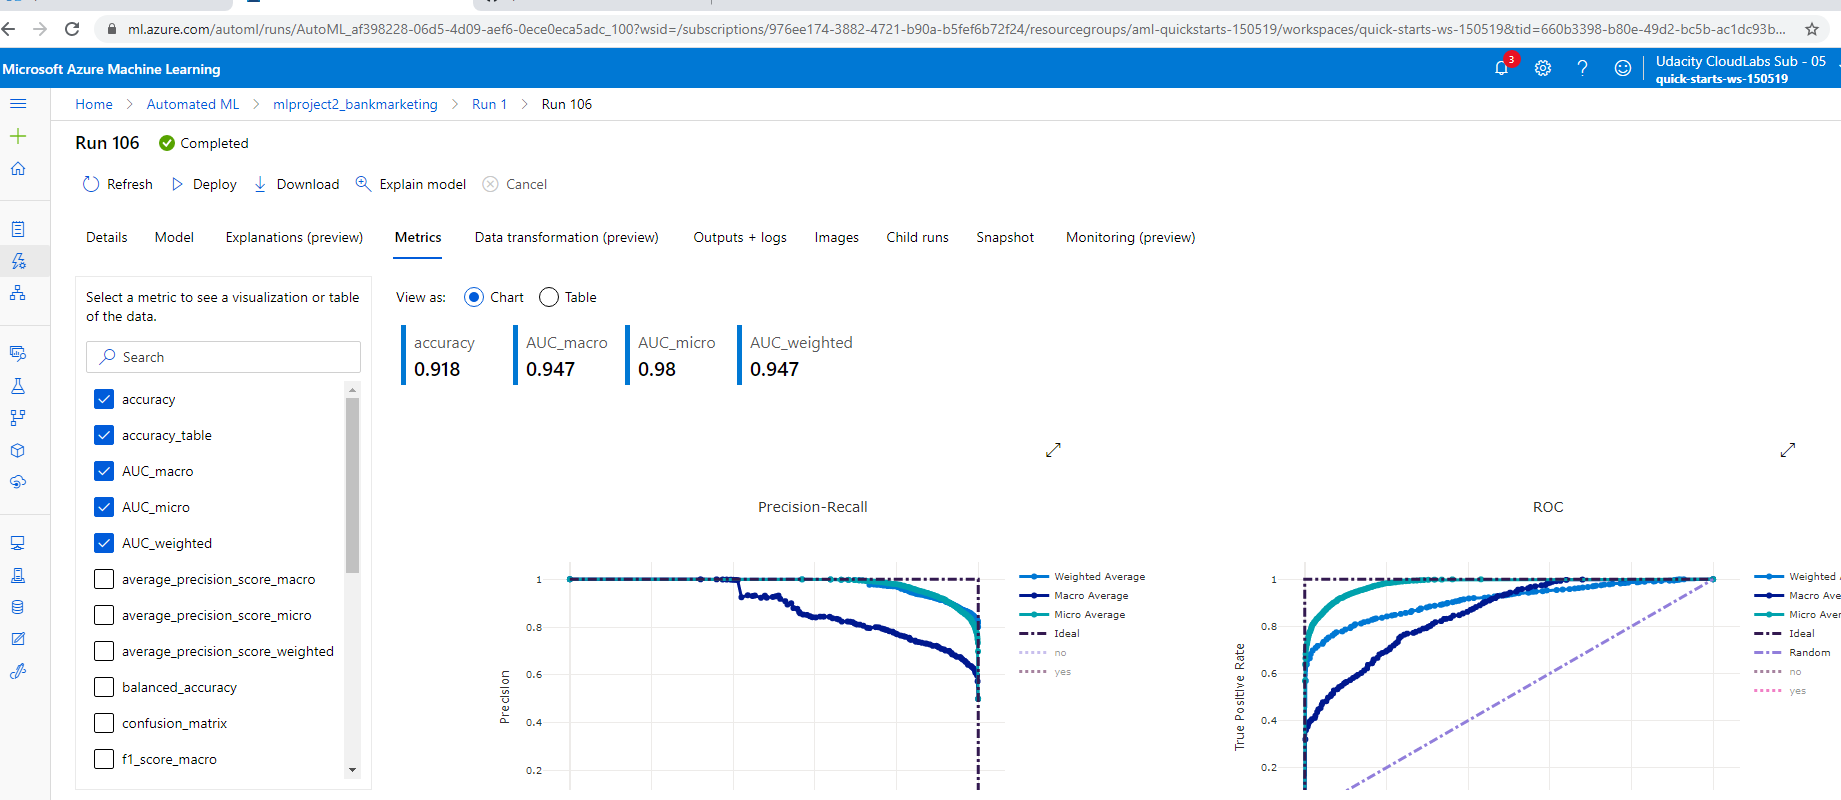 ml.azure.com/automl/runs/AutoML_af398228-06d5-4d09-aef6-0ece0eca5adc_100?wsid=/subscriptions/976ee174-3882-4721-b90a-b5fef6b72f24/resourcegroups/aml-quickstarts-150519/workspaces/quick-starts-ws-150519&tid=660b3398-b80e-49d2-bc5b-ac1dc93b...
Microsoft Azure Machine Learning
3
Udacity CloudLabs Sub - 05
quick-starts-ws-150519
Home > Automated ML > mlproject2_bankmarketing > Run 1 > Run 106
Run 106 Completed
Refresh Deploy Download Explain model Cancel
Details Model Explanations (preview) Metrics Data transformation (preview) Outputs + logs Images Child runs Snapshot Monitoring (preview)
Select a metric to see a visualization or table
of the data.
Search
accuracy
accuracy_table
AUC_macro
AUC_micro
AUC_weighted
average_precision_score_macro
average_precision_score_micro
average_precision_score_weighted
balanced_accuracy
confusion_matrix
f1_score_macro
View as: Chart Table
accuracy AUC_macro AUC_micro AUC_weighted
0.918 0.947 0.98 0.947
Precision-Recall
1
0.8
0.6
0.4
0.2
Precision
Weighted Average
Macro Average
Micro Average
Ideal
no
yes
ROC
1
0.8
0.6
0.4
0.2
True Positive Rate
Weighted
Macro Ave
Micro Aver
Ideal
Random
no
yes